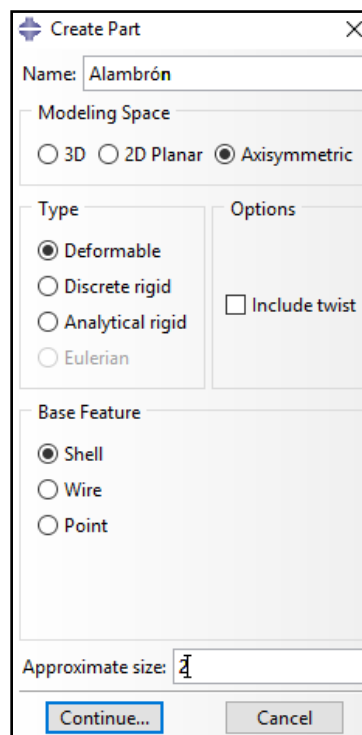 Create Part
Name: Alambrón
Modeling Space
3D 2D Planar Axisymmetric
Type Options
Deformable
Discrete rigid
Analytical rigid
Include twist
Eulerian
Base Feature
Shell
Wire
Point
Approximate size: 2
Continue... Cancel